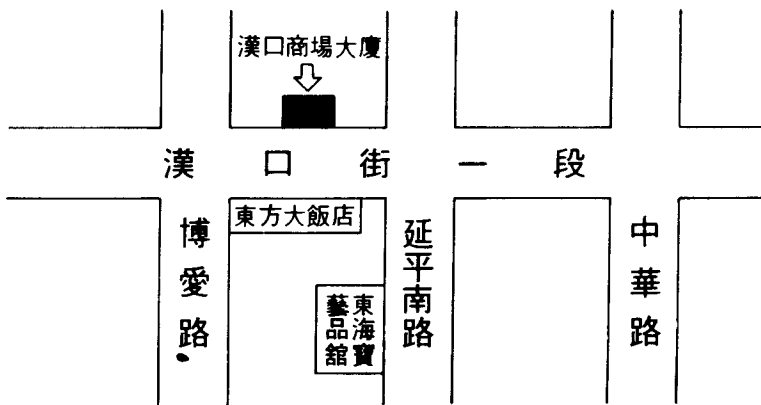 漢口商場大廈
漢口街一段
東方大飯店
博愛路
延平南路
中華路
東海寶
藝品舘